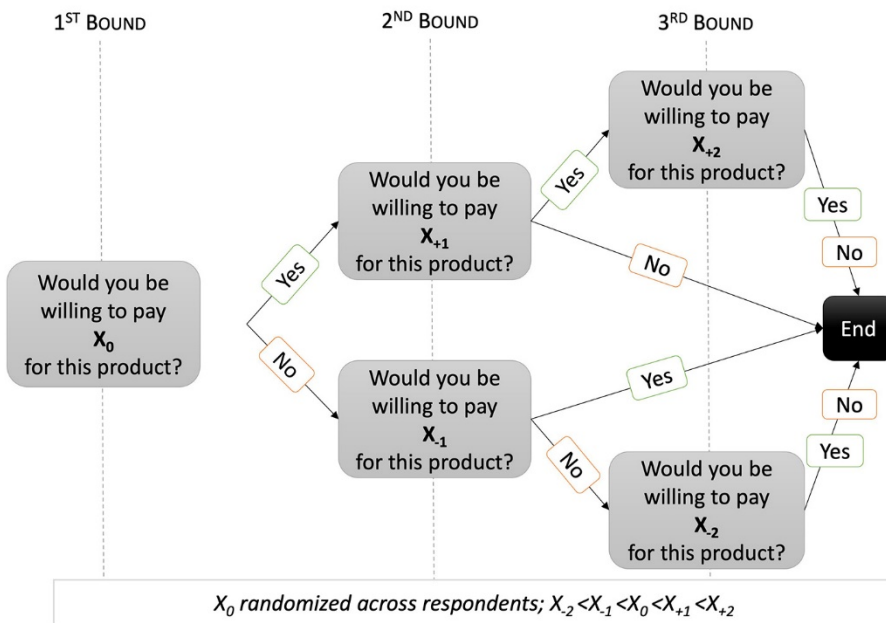 1ST BOUND
2ND BOUND
3RD BOUND
Would you be
willing to pay
X0
for this product?
Yes
No
Would you be
willing to pay
X+1
for this product?
Yes
No
Would you be
willing to pay
X-1
for this product?
Yes
No
Would you be
willing to pay
X+2
for this product?
Yes
No
Would you be
willing to pay
X-2
for this product?
No
Yes
End
X0 randomized across respondents; X-2 <X-1 <X0 <X+1 <X+2